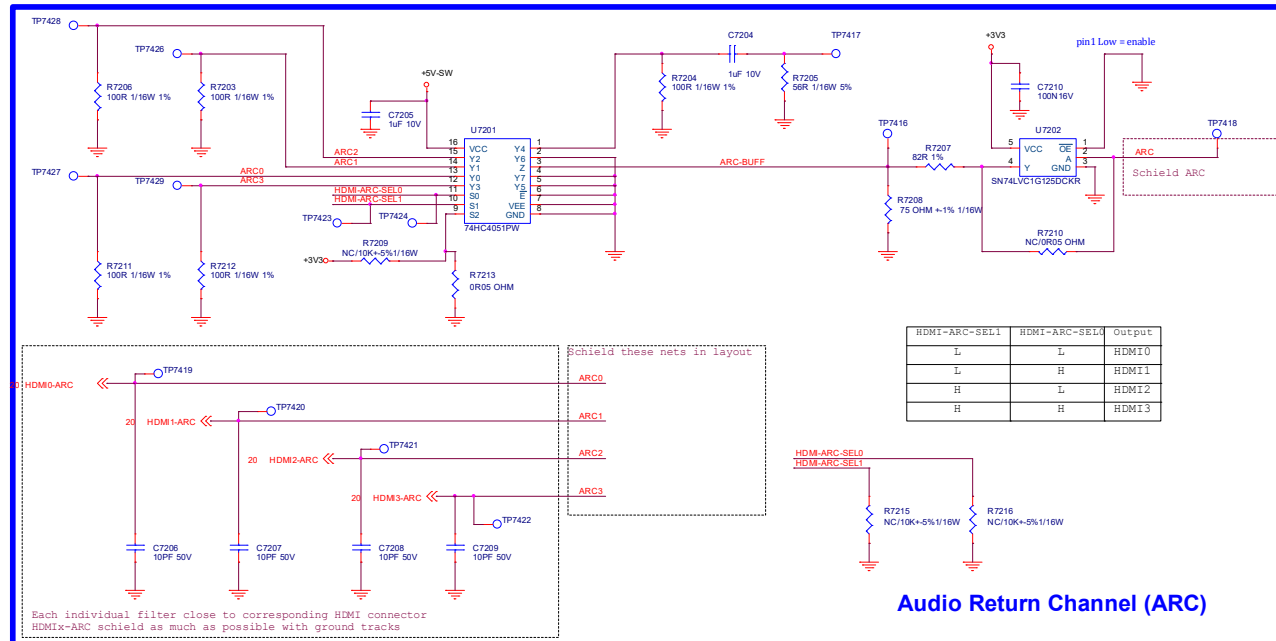 TP7428
TP7426
R7206
100R 1/16W 1%
R7203
100R 1/16W 1%
+5V-SW
C7205
1uF 10V
U7201
C7204
1uF 10V
TP7417
R7204
100R 1/16W 1%
R7205
56R 1/16W 5%
+3V3
pin1 Low = enable
C7210
100N16V
TP7416
TP7418
U7202
R7207
82R 1%
5 VCC OE 1
A 2
4 Y GND 3
SN74LVC1G125DCKR
ARC
Schield ARC
ARC2
ARC1
ARC0
ARC3
TP7427
TP7429
HDMI-ARC-SEL0
HDMI-ARC-SEL1
TP7423
TP7424
16 VCC Y4 1
15 Y2 Y6 2
14 Y1 Z 3
13 Y0 Y7 4
12 Y3 Y5 5
11 S0 E 6
10 S1 VEE 7
9 S2 GND 8
74HC4051PW
ARC-BUFF
R7208
75 OHM +-1% 1/16W
R7210
NC/0R05 OHM
R7209
NC/10K+-5%1/16W
+3V3
R7213
0R05 OHM
R7211
100R 1/16W 1%
R7212
100R 1/16W 1%
HDMI-ARC-SEL1 HDMI-ARC-SEL0 Output
L L HDMI0
L H HDMI1
H L HDMI2
H H HDMI3
Schield these nets in layout
TP7419
20 HDMI0-ARC
ARC0
TP7420
20 HDMI1-ARC
ARC1
TP7421
20 HDMI2-ARC
ARC2
20 HDMI3-ARC
ARC3
TP7422
C7206
10PF 50V
C7207
10PF 50V
C7208
10PF 50V
C7209
10PF 50V
HDMI-ARC-SEL0
HDMI-ARC-SEL1
R7215
NC/10K+-5%1/16W
R7216
NC/10K+-5%1/16W
Each individual filter close to corresponding HDMI connector
HDMIx-ARC schield as much as possible with ground tracks
Audio Return Channel (ARC)